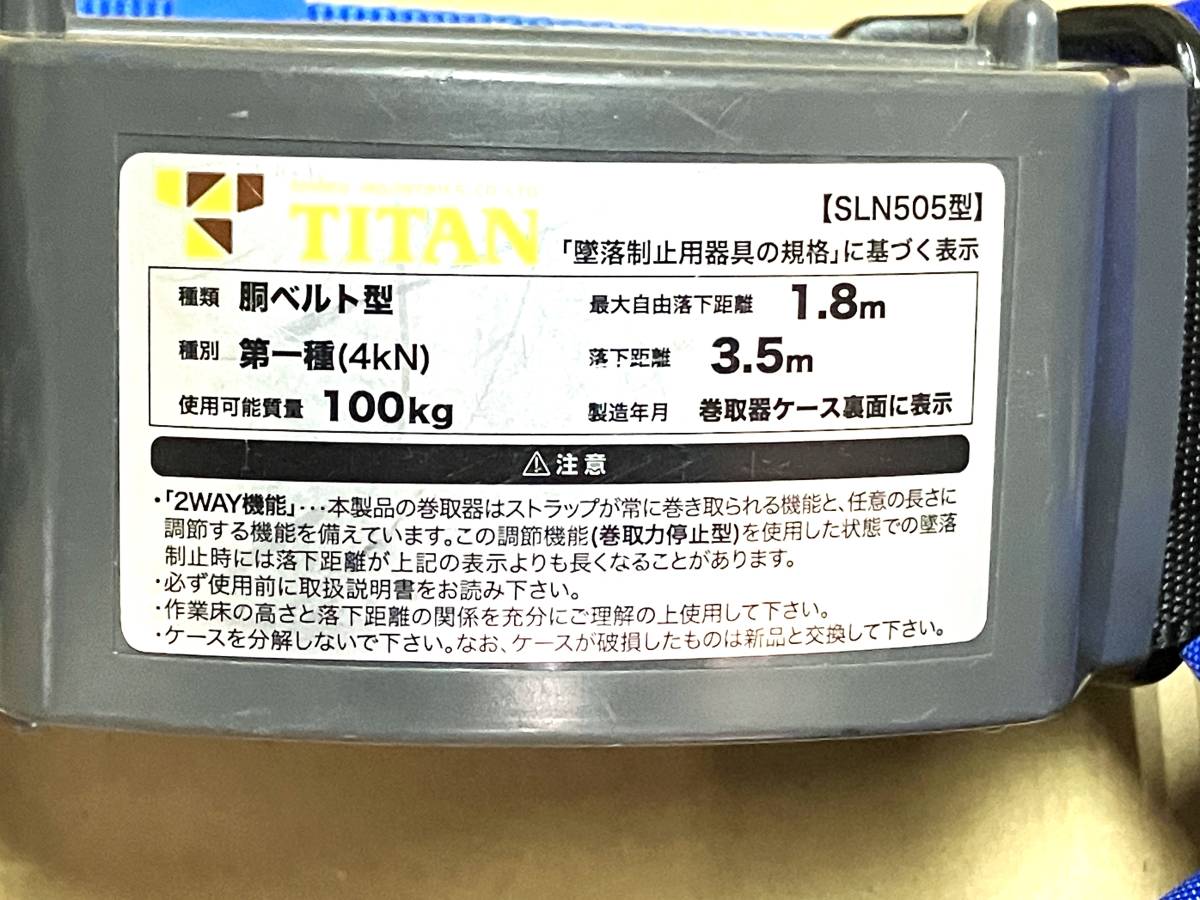 TITAN
【SLN505型】
「墜落制止用器具の規格」に基づく表示
種類 胴ベルト型 最大自由落下距離 1.8m
種別 第一種(4kN) 落下距離 3.5m
使用可能質量 100kg 製造年月 巻取器ケース裏面に表示
⚠注意
・「2WAY機能」…本製品の巻取器はストラップが常に巻き取られる機能と、任意の長さに
調節する機能を備えています。この調節機能(巻取力停止型)を使用した状態での墜落
制止時には落下距離が上記の表示よりも長くなることがあります。
・必ず使用前に取扱説明書をお読み下さい。
・作業床の高さと落下距離の関係を充分にご理解の上使用して下さい。
・ケースを分解しないで下さい。なお、ケースが破損したものは新品と交換して下さい。